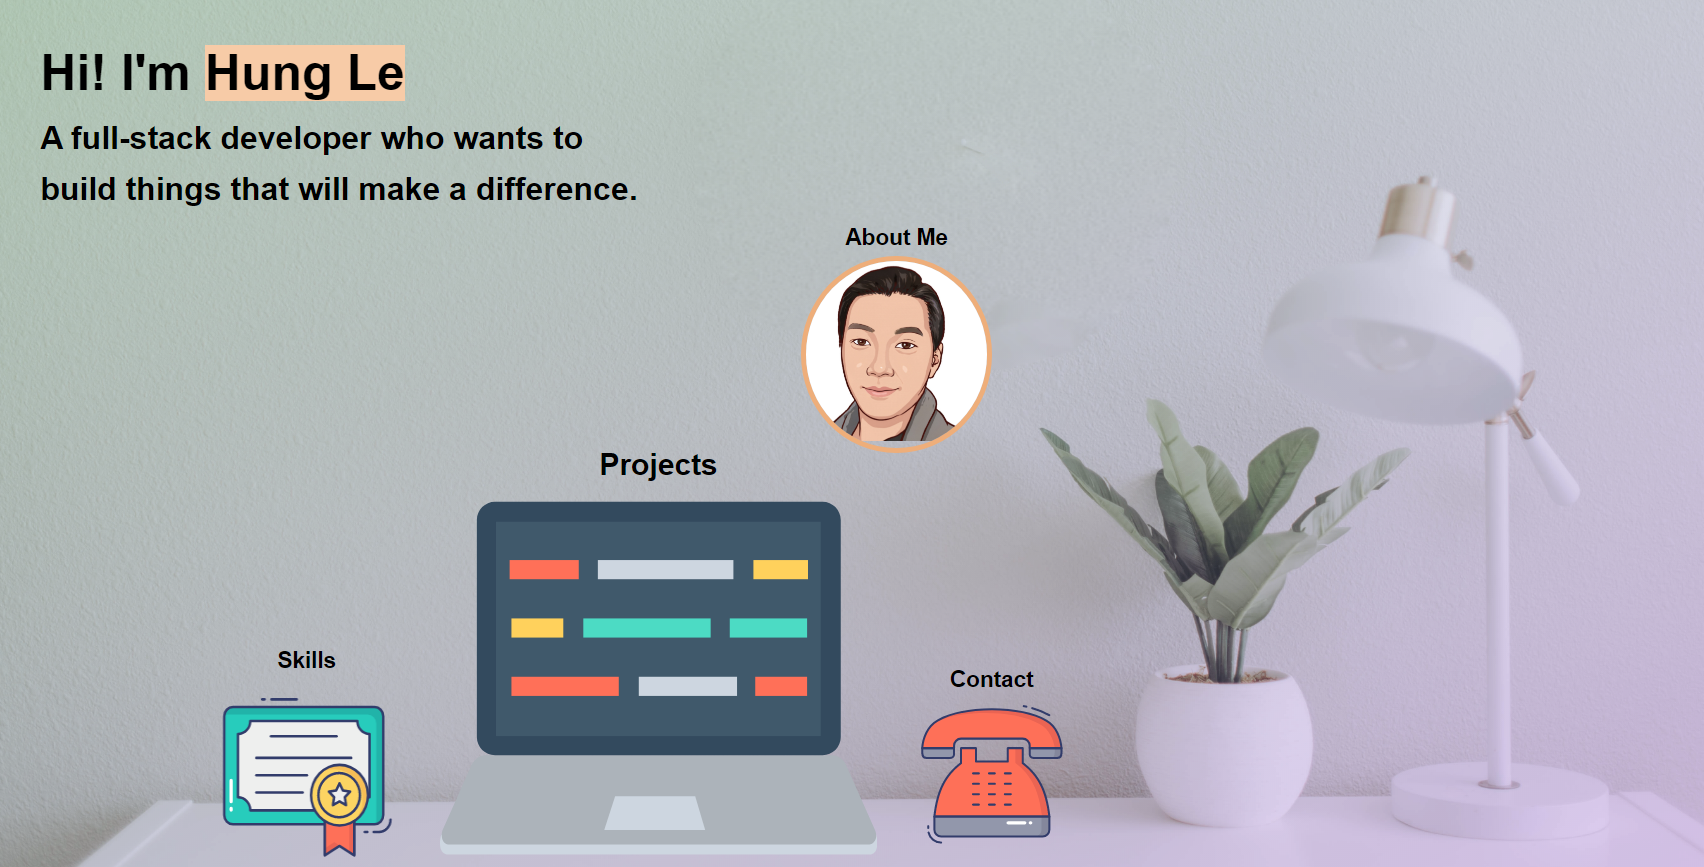 Hi! I'm Hung Le
A full-stack developer who wants to
build things that will make a difference.
About Me
Projects
Skills
Contact